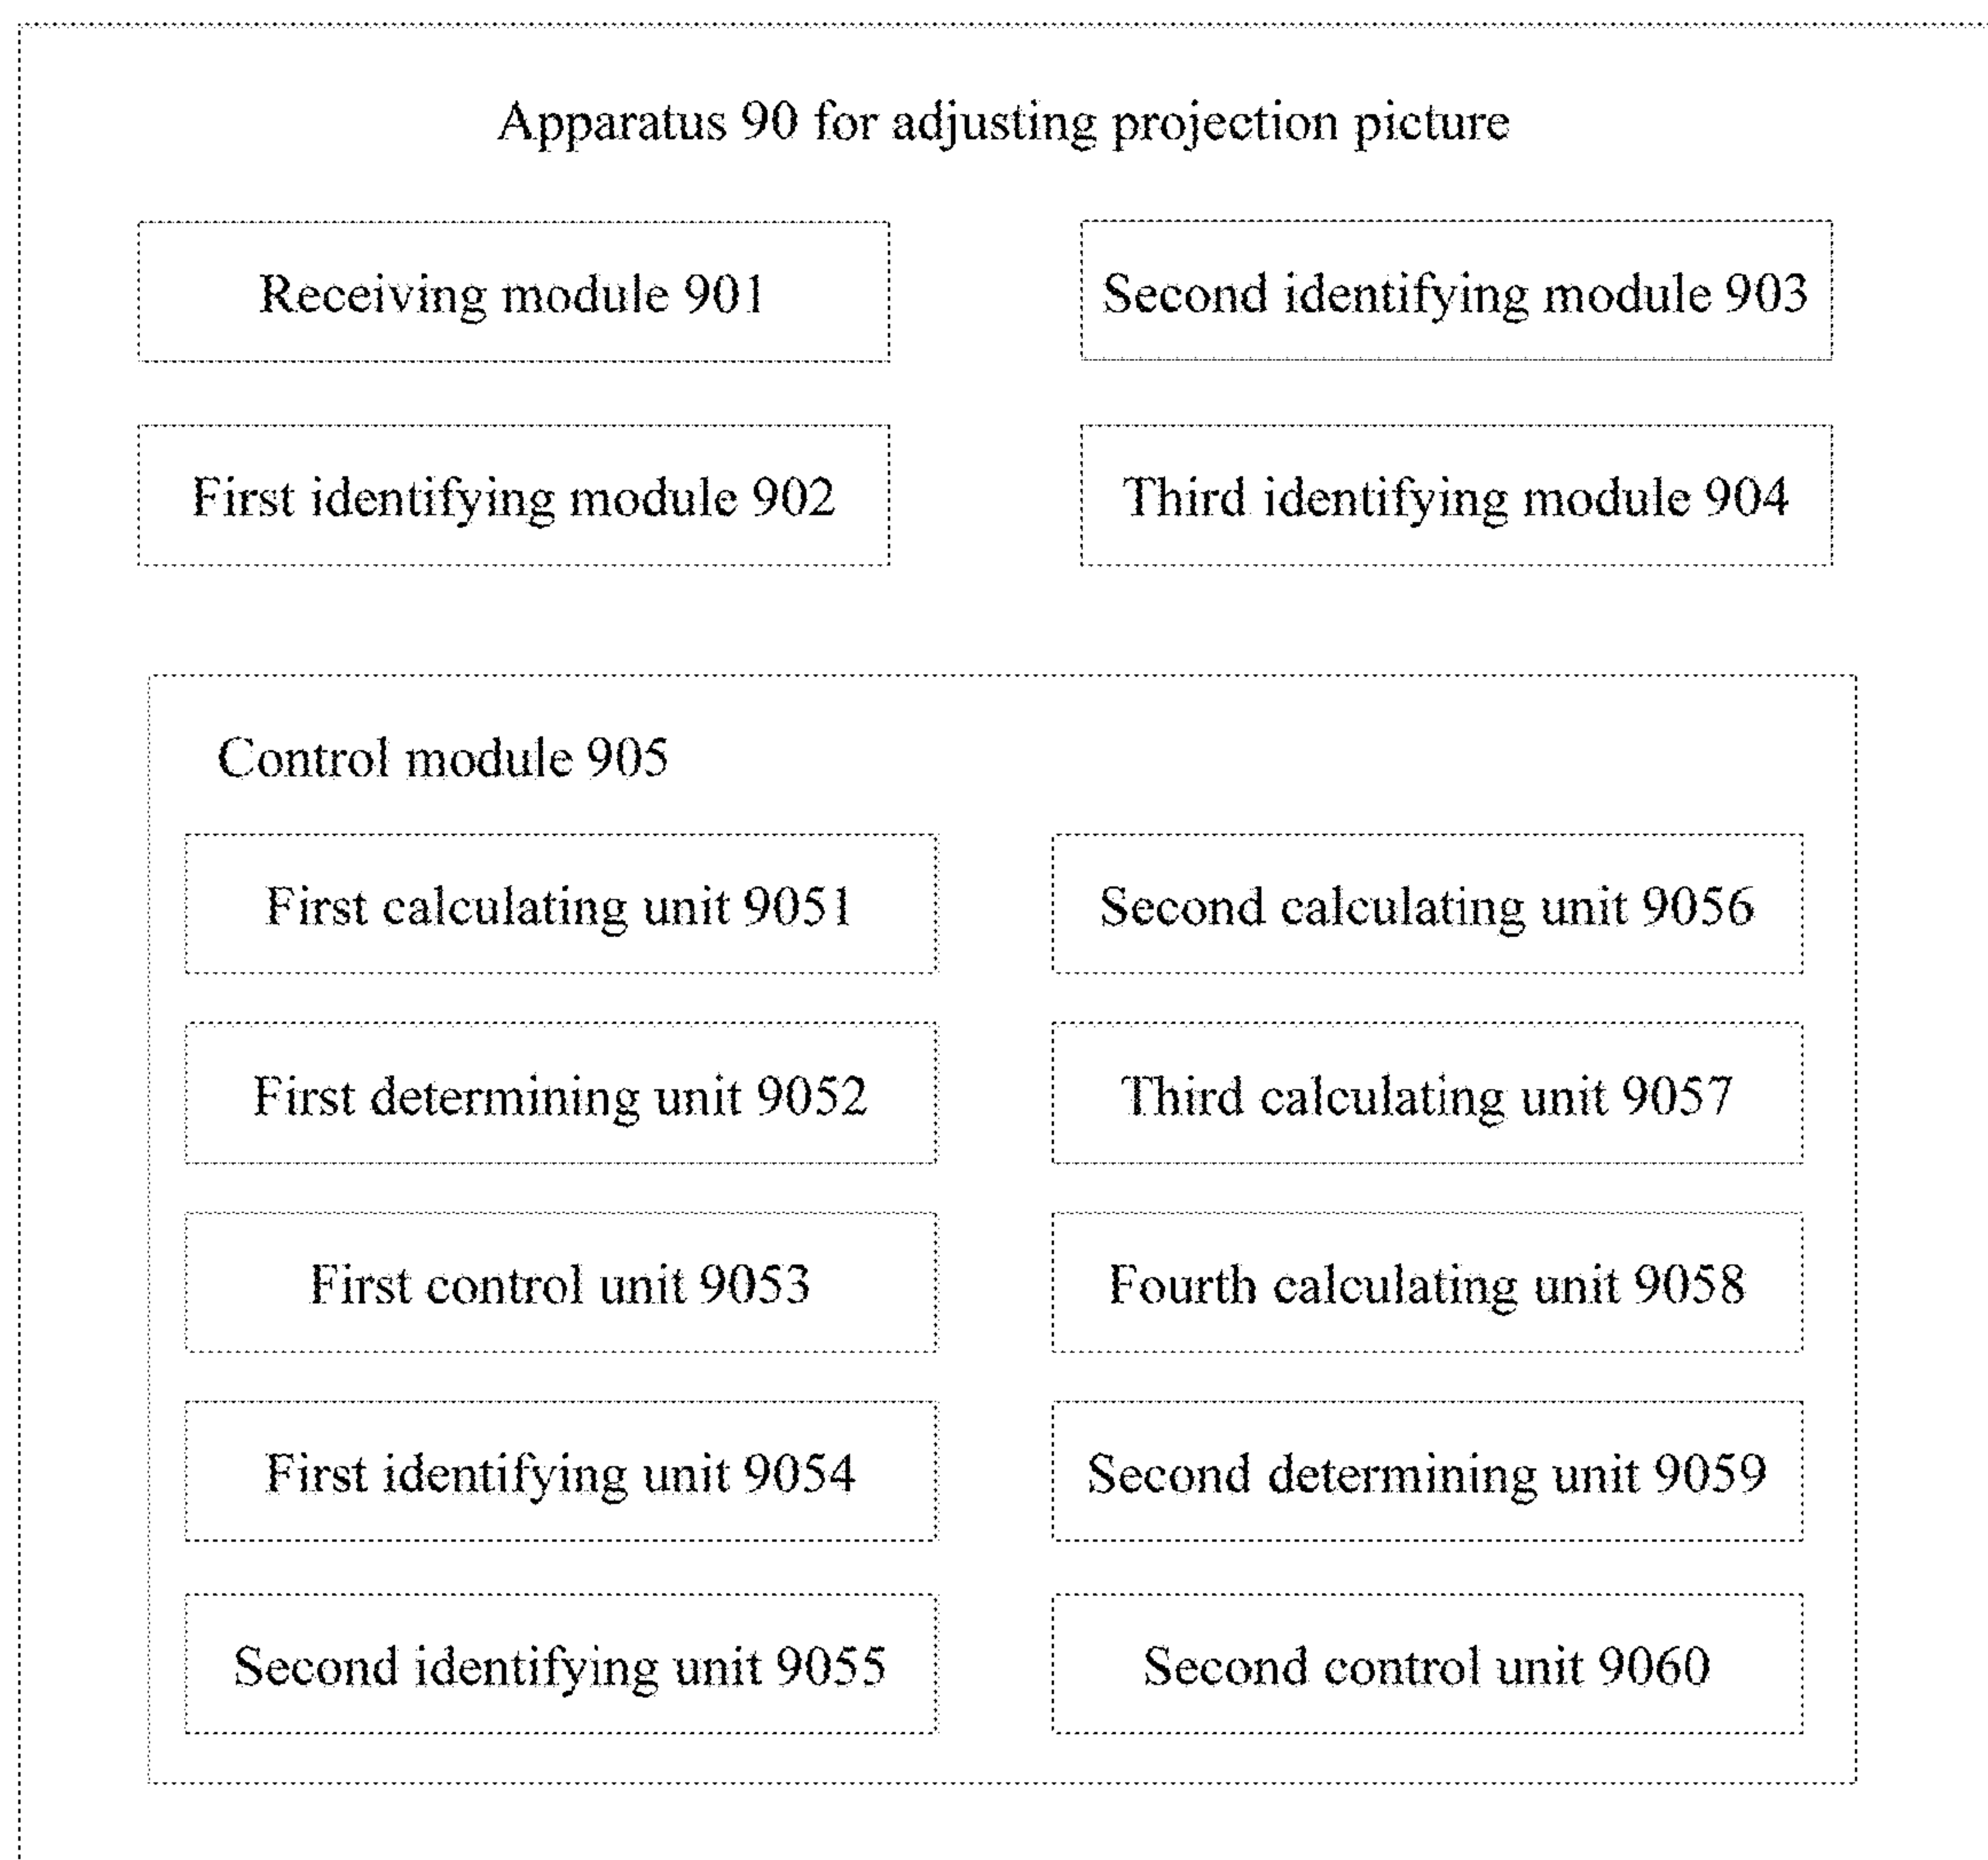 Apparatus 90 for adjusting projection picture
Receiving module 901
Second identifying module 903
First identifying module 902
Third identifying module 904
Control module 905
First calculating unit 9051
Second calculating unit 9056
First determining unit 9052
Third calculating unit 9057
First control unit 9053
Fourth calculating unit 9058
First identifying unit 9054
Second determining unit 9059
Second identifying unit 9055
Second control unit 9060